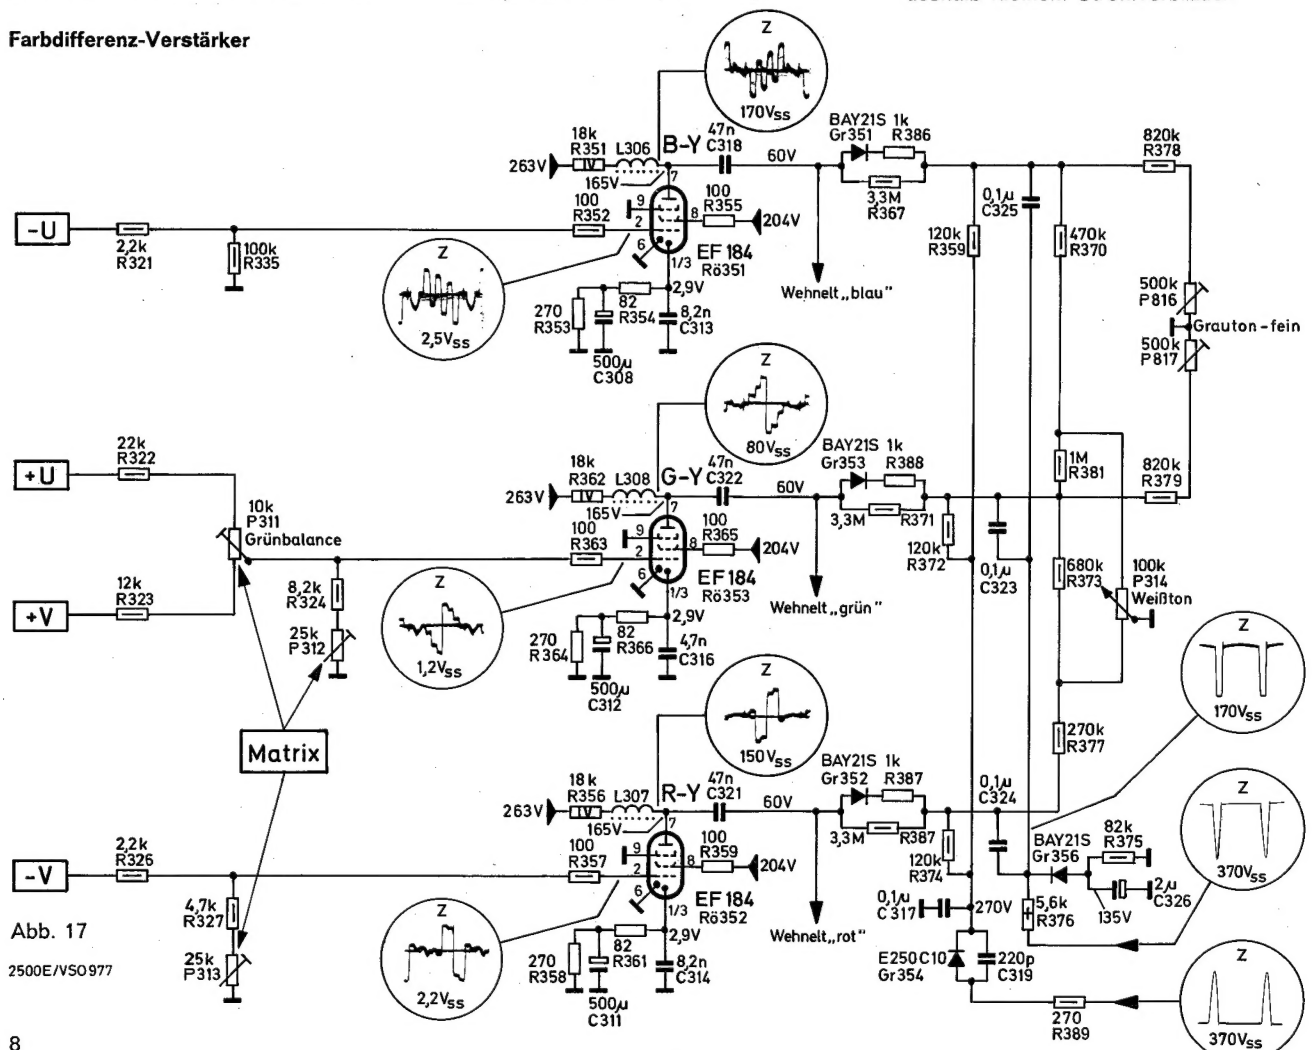 Farbdifferenz-Verstärker
Z
170Vss
18k
R351
L306
B-Y
47n
C318
60V
BAY21S 1k
Gr351
R386
820k
R378
263V
165V
7
3,3M
R367
0,1µ
C325
100
R352
9
2
8
6
1/3
100
R355
204V
120k
R359
470k
R370
-U
2,2k
R321
100k
R335
EF 184
Rö351
Z
2,5Vss
2,9V
Wehnelt „blau"
500k
P816
Grauton-fein
500k
P817
270
R353
82
R354
8,2n
C313
500µ
C308
Z
80Vss
+U
22k
R322
18k
R362
L308
G-Y
47n
C322
60V
BAY21S 1k
Gr353
R388
1M
R381
820k
R379
263V
165V
7
3,3M
R371
10k
P311
Grünbalance
100
R363
9
2
8
6
1/3
100
R365
204V
120k
R372
0,1µ
C323
680k
R373
100k
P314
Weißton
EF 184
Rö353
+V
12k
R323
8,2k
R324
25k
P312
Z
1,2Vss
2,9V
Wehnelt „grün"
270
R364
82
R366
4,7n
C316
500µ
C312
Z
150Vss
Z
170Vss
Matrix
270k
R377
18k
R356
L307
R-Y
47n
C321
60V
BAY21S 1k
Gr352
R387
0,1µ
C324
263V
165V
7
3,3M
R387
BAY21S
Gr356
82k
R375
Z
370Vss
-V
2,2k
R326
100
R357
9
2
8
6
1/3
100
R359
204V
120k
R374
EF 184
Rö352
0,1µ
C317
270V
5,6k
R376
135V
2µ
C326
4,7k
R327
25k
P313
Z
2,2Vss
2,9V
Wehnelt „rot"
Abb. 17
2500E/VSO977
270
R358
82
R361
8,2n
C314
500µ
C311
E250C10
Gr354
220p
C319
270
R389
Z
370Vss
8